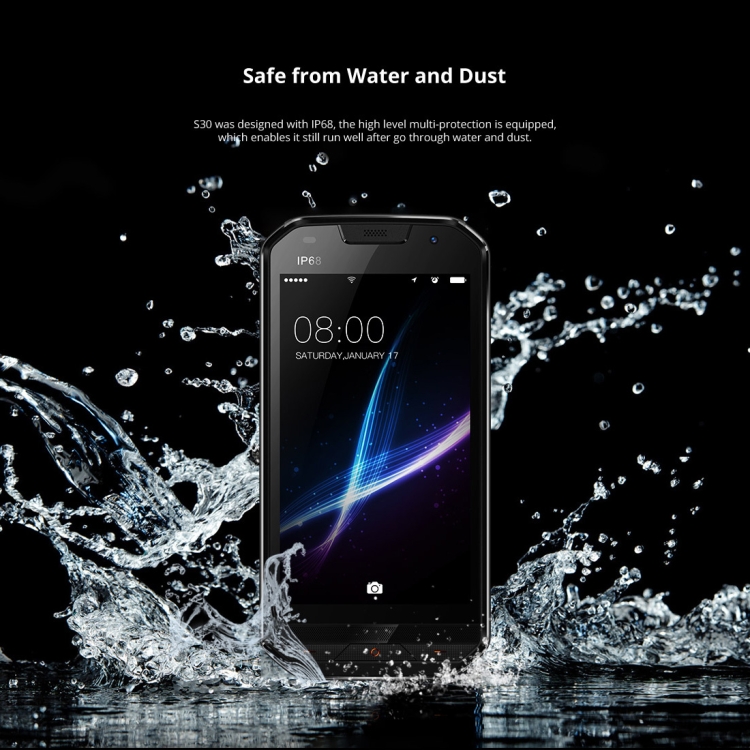 Safe from Water and Dust
S30 was designed with IP68, the high level multi-protection is equipped,
which enables it still run well after go through water and dust.
IP68
08:00
SATURDAY,JANUARY 17